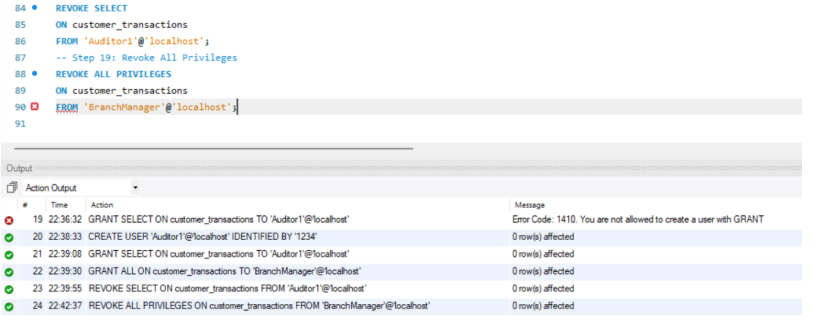 84 REVOKE SELECT
85 ON customer_transactions
86 FROM 'Auditor1'@'localhost';
87 -- Step 19: Revoke All Privileges
88 REVOKE ALL PRIVILEGES
89 ON customer_transactions
90 FROM 'BranchManager'@'localhost';
91
Output
Action Output
# Time Action Message
19 22:36:32 GRANT SELECT ON customer_transactions TO 'Auditor1'@'localhost' Error Code: 1410. You are not allowed to create a user with GRANT
20 22:38:33 CREATE USER 'Auditor1'@'localhost' IDENTIFIED BY '1234' 0 row(s) affected
21 22:39:08 GRANT SELECT ON customer_transactions TO 'Auditor1'@'localhost' 0 row(s) affected
22 22:39:30 GRANT ALL ON customer_transactions TO 'BranchManager'@'localhost' 0 row(s) affected
23 22:39:55 REVOKE SELECT ON customer_transactions FROM 'Auditor1'@'localhost' 0 row(s) affected
24 22:42:37 REVOKE ALL PRIVILEGES ON customer_transactions FROM 'BranchManager'@'localhost' 0 row(s) affected